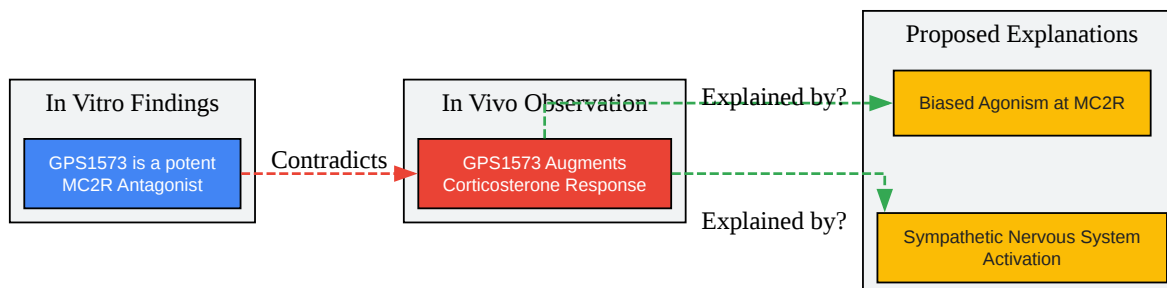 In Vitro Findings
GPS1573 is a potent
MC2R Antagonist
Contradicts
In Vivo Observation
GPS1573 Augments
Corticosterone Response
Explained by?
Explained by?
Proposed Explanations
Biased Agonism at MC2R
Sympathetic Nervous System
Activation